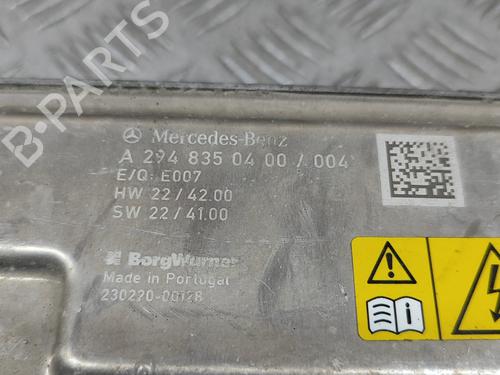 Mercedes-Benz
A 294 835 04 00 / 004
E/Q: E007
HW 22 / 42.00
SW 22 / 41.00
BorgWarner
Made in Portugal
230220-00128
B-PARTS